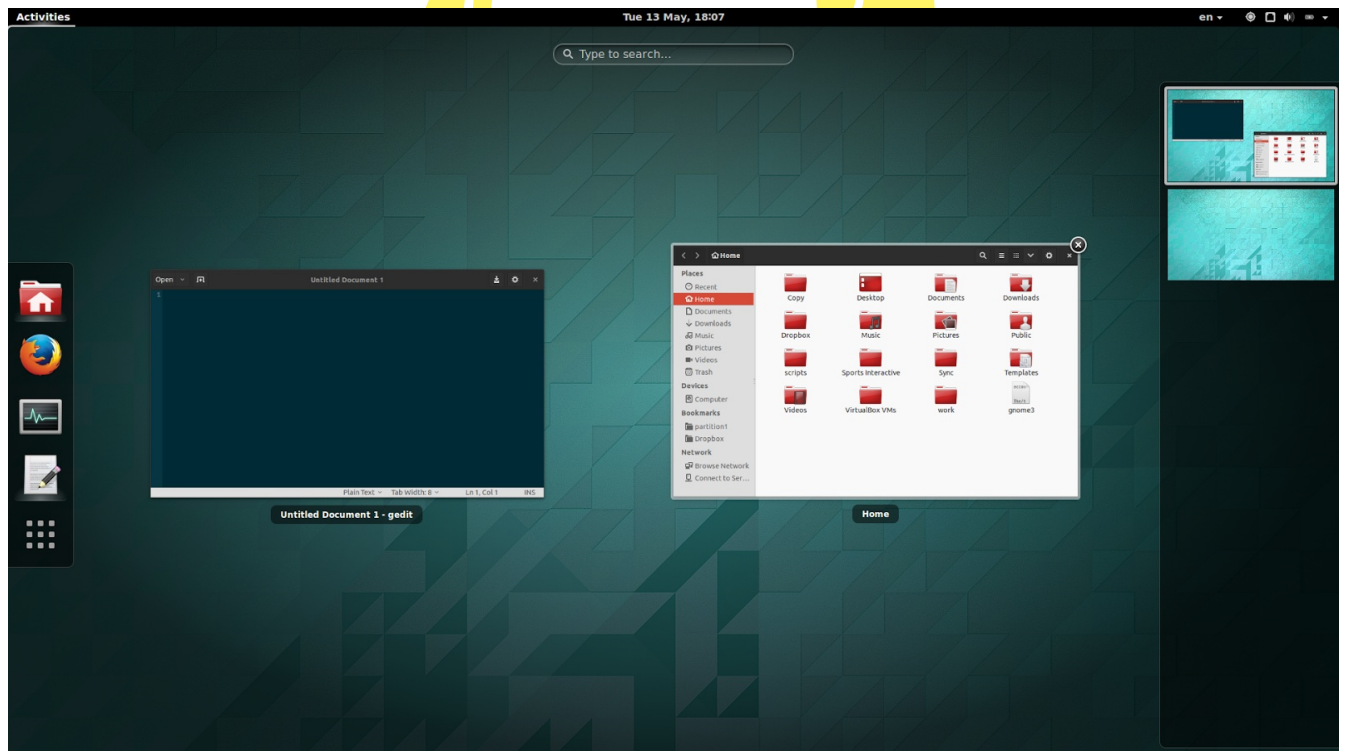 Activities
Tue 13 May, 18:07
en
Type to search...
Open
Untitled Document 1
1
Plain Text
Tab Width: 8
Ln 1, Col 1
INS
Untitled Document 1 - gedit
Home
Places
Recent
Home
Documents
Downloads
Music
Pictures
Videos
Trash
Devices
Computer
Bookmarks
partition1
Dropbox
Network
Browse Network
Connect to Ser...
Copy
Desktop
Documents
Downloads
Dropbox
Music
Pictures
Public
scripts
Sports Interactive
Sync
Templates
Videos
VirtualBox VMs
work
gnome3
Home